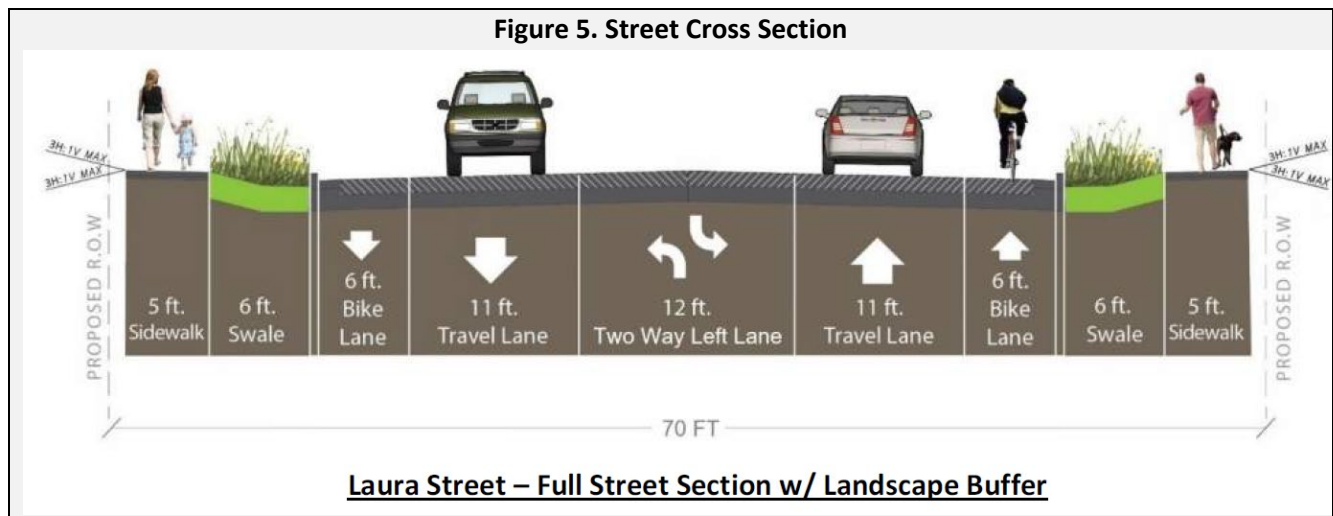 Figure 5. Street Cross Section
3H:1V MAX
3H:1V MAX
PROPOSED R.O.W
5 ft.
Sidewalk
6 ft.
Swale
6 ft.
Bike
Lane
11 ft.
Travel Lane
12 ft.
Two Way Left Lane
11 ft.
Travel Lane
6 ft.
Bike
Lane
6 ft.
Swale
5 ft.
Sidewalk
3H:1V MAX
3H:1V MAX
PROPOSED R.O.W
70 FT
Laura Street – Full Street Section w/ Landscape Buffer